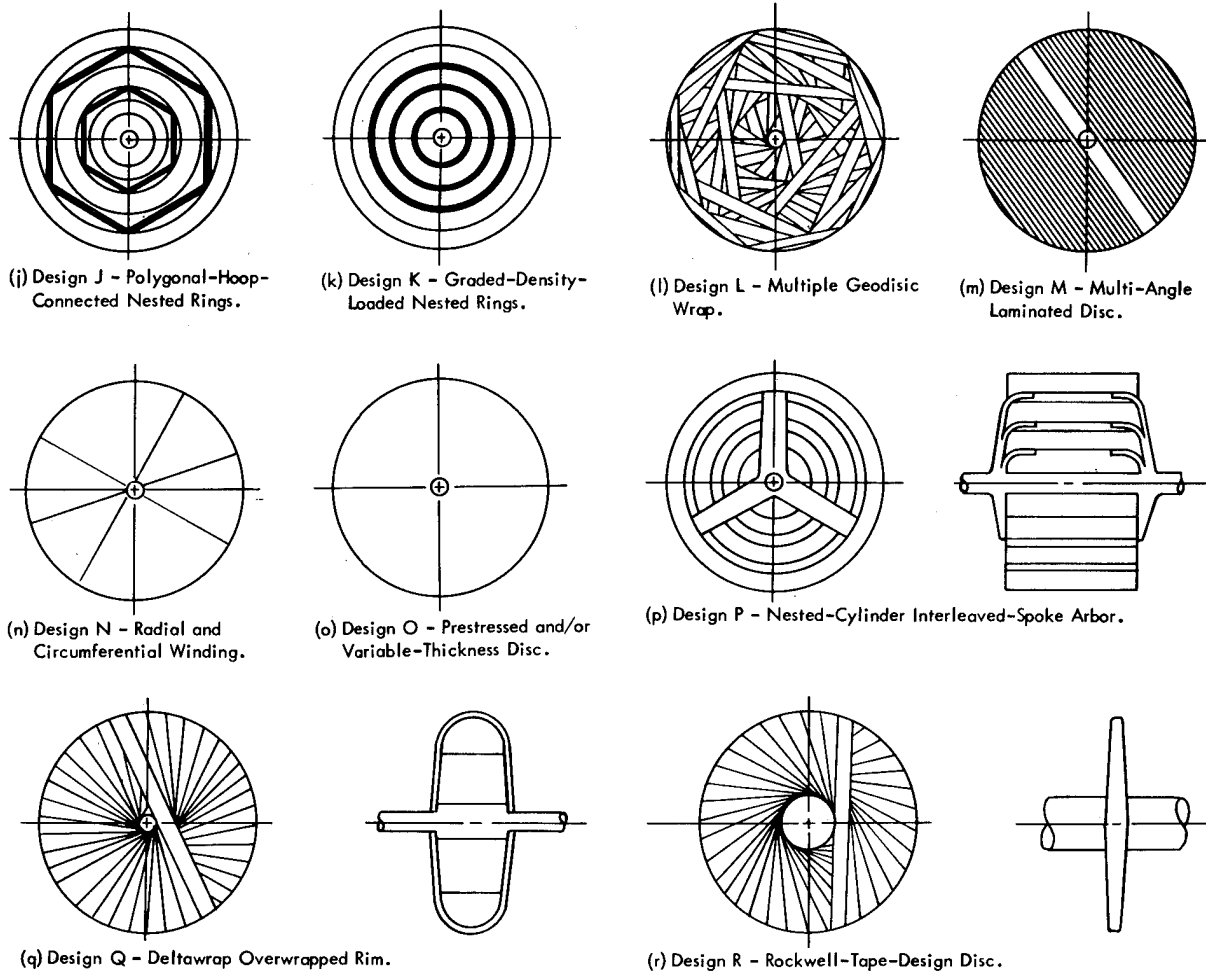 (j) Design J - Polygonal-Hoop-
Connected Nested Rings.
(k) Design K - Graded-Density-
Loaded Nested Rings.
(l) Design L - Multiple Geodisic
Wrap.
(m) Design M - Multi-Angle
Laminated Disc.
(n) Design N - Radial and
Circumferential Winding.
(o) Design O - Prestressed and/or
Variable-Thickness Disc.
(p) Design P - Nested-Cylinder Interleaved-Spoke Arbor.
(q) Design Q - Deltawrap Overwrapped Rim.
(r) Design R - Rockwell-Tape-Design Disc.